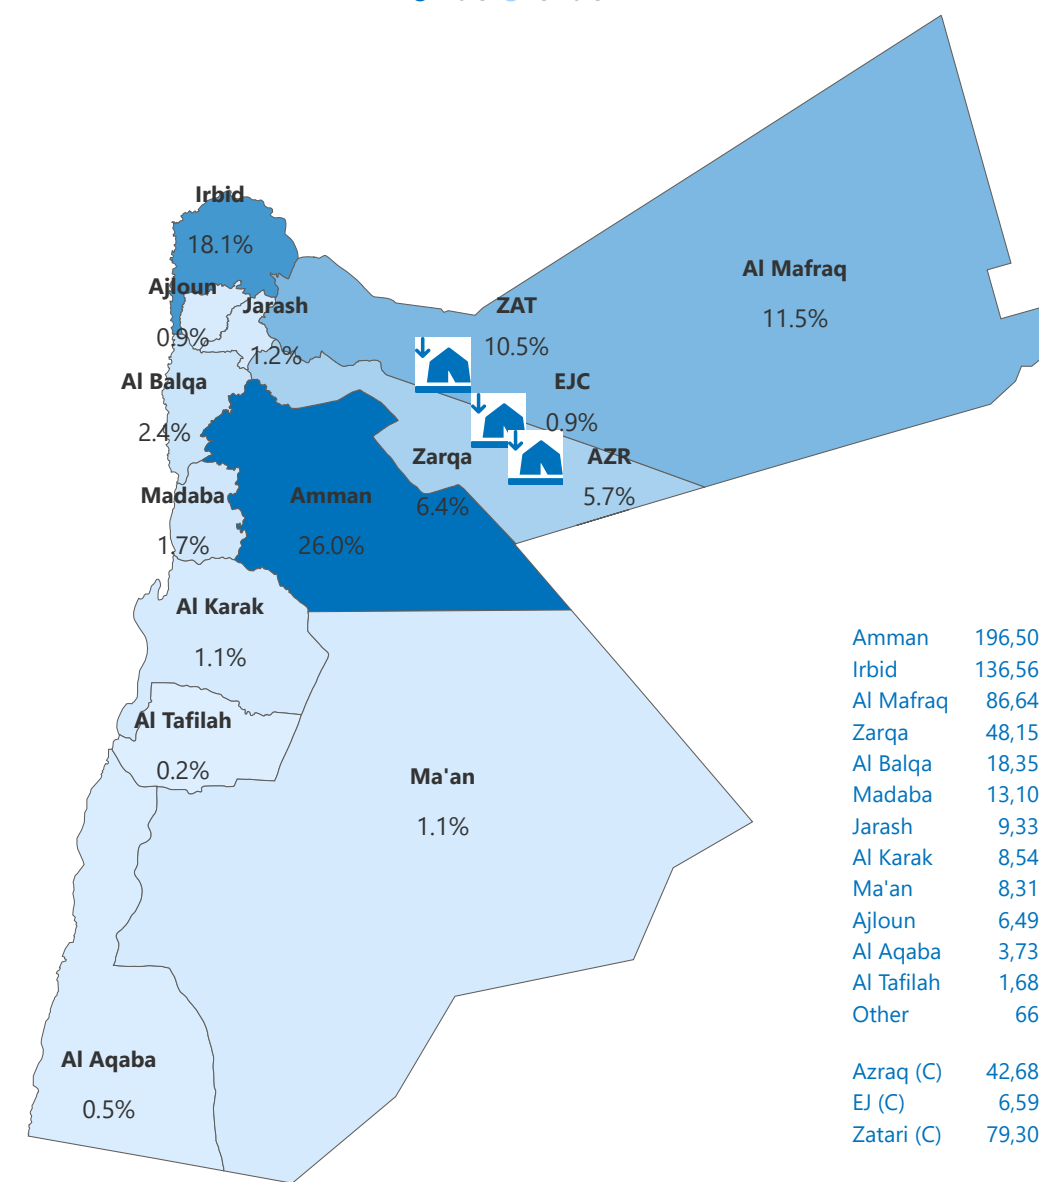 Irbid
18.1%
Ajloun
0.9%
Jarash
1.2%
Al Balqa
2.4%
Madaba
1.7%
Amman
26.0%
Zarqa
6.4%
ZAT
10.5%
EJC
0.9%
AZR
5.7%
Al Mafraq
11.5%
Al Karak
1.1%
Al Tafilah
0.2%
Ma'an
1.1%
Al Aqaba
0.5%
Amman 196,50
Irbid 136,56
Al Mafraq 86,64
Zarqa 48,15
Al Balqa 18,35
Madaba 13,10
Jarash 9,33
Al Karak 8,54
Ma'an 8,31
Ajloun 6,49
Al Aqaba 3,73
Al Tafilah 1,68
Other 66
Azraq (C) 42,68
EJ (C) 6,59
Zatari (C) 79,30